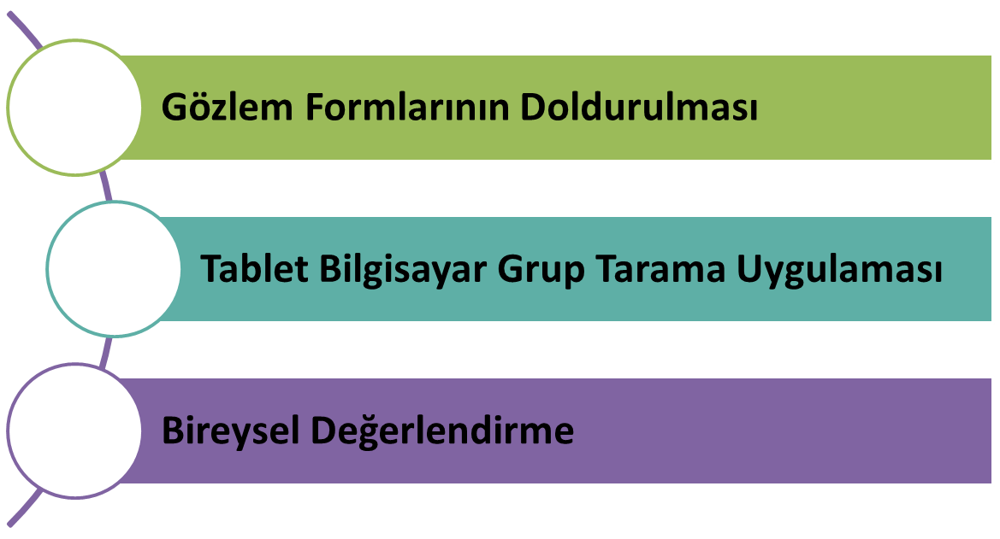 Gözlem Formlarının Doldurulması
Tablet Bilgisayar Grup Tarama Uygulaması
Bireysel Değerlendirme